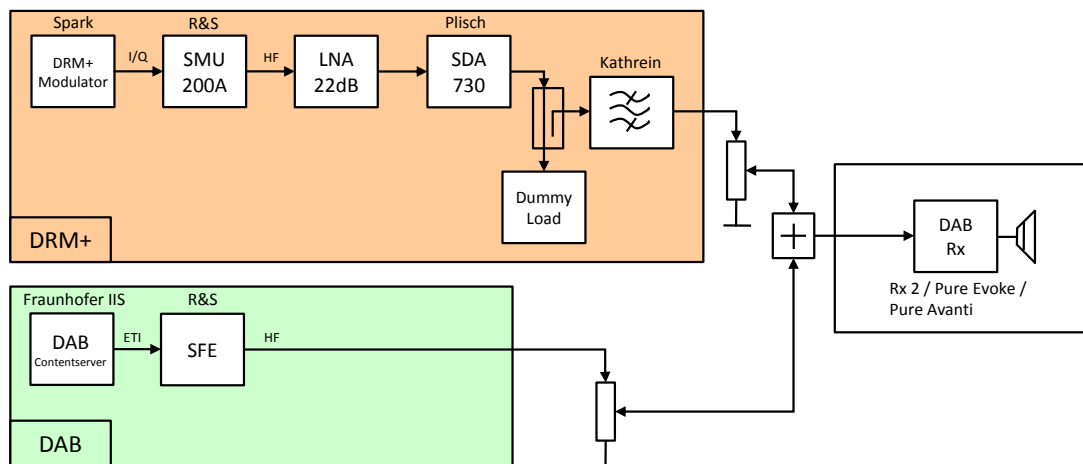 Spark
R&S
Plisch
DRM+
Modulator
I/Q
SMU
200A
HF
LNA
22dB
SDA
730
Kathrein
Dummy
Load
DRM+
DAB
Rx
Rx 2 / Pure Evoke /
Pure Avanti
Fraunhofer IIS
R&S
DAB
Contentserver
ETI
SFE
HF
DAB